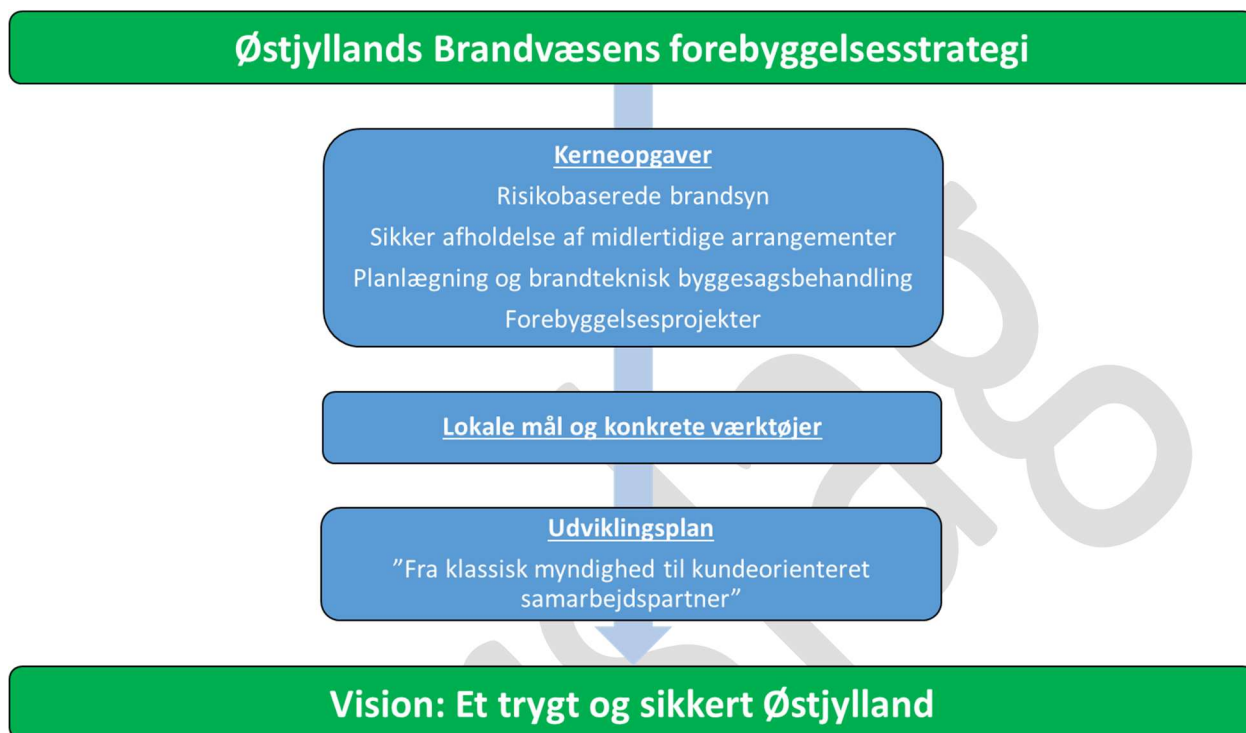 Østjyllands Brandvæsens forebyggelsesstrategi
Kerneopgaver
Risikobaserede brandsyn
Sikker afholdelse af midlertidige arrangementer
Planlægning og brandteknisk byggesagsbehandling
Forebyggelsesprojekter
Lokale mål og konkrete værktøjer
Udviklingsplan
”Fra klassisk myndighed til kundeorienteret
samarbejdspartner”
Vision: Et trygt og sikkert Østjylland